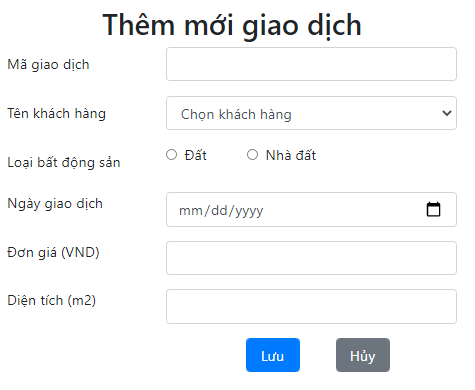 Thêm mới giao dịch
Mã giao dịch
Tên khách hàng Chọn khách hàng
Loại bất động sản Đất Nhà đất
Ngày giao dịch mm/dd/yyyy
Đơn giá (VND)
Diện tích (m2)
Lưu Hủy